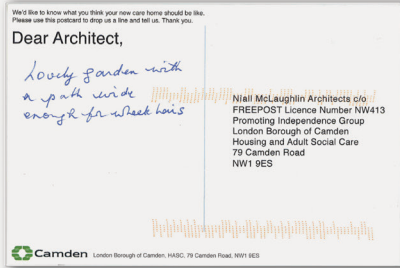 We'd like to know what you think your new care home should be like.
Please use this postcard to drop us a line and tell us. Thank you.
Dear Architect,
Lovely garden with
a path wide
enough for wheelchairs
Niall McLaughlin Architects c/o
FREEPOST Licence Number NW413
Promoting Independence Group
London Borough of Camden
Housing and Adult Social Care
79 Camden Road
NW1 9ES
Camden London Borough of Camden, HASC, 79 Camden Road, NW1 9ES